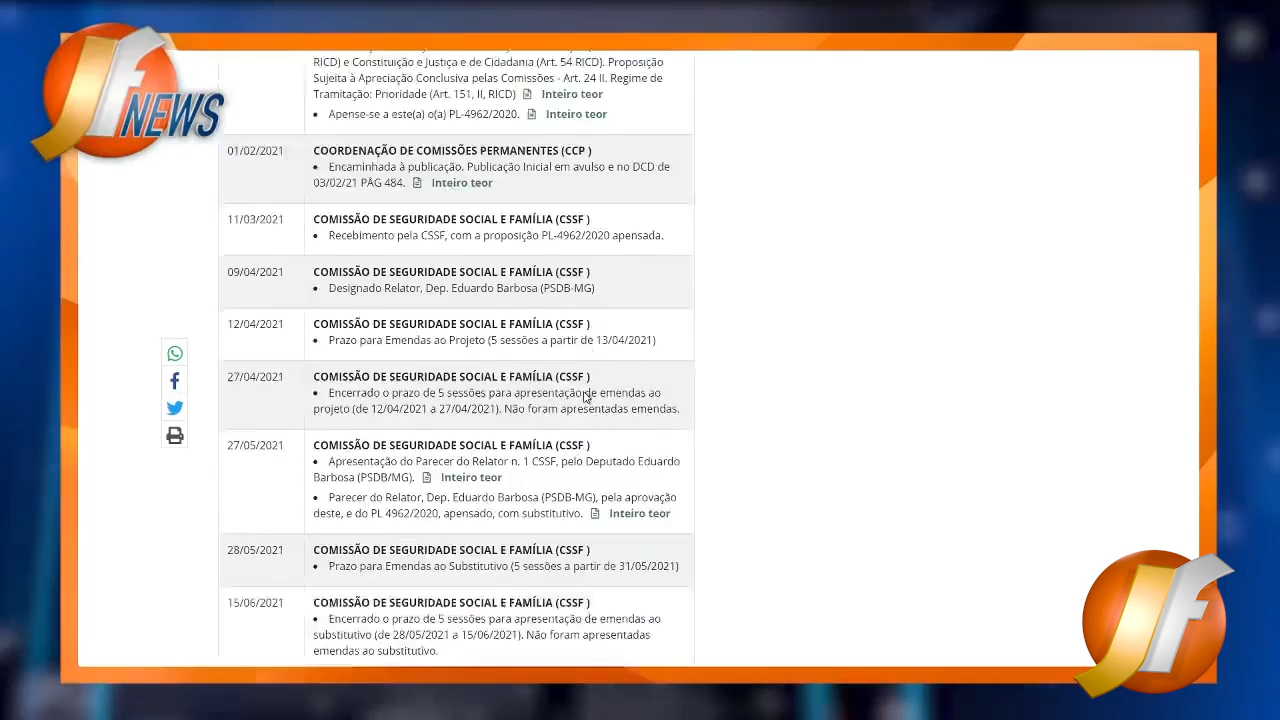 Jf
NEWS
RICD) e Constituição e Justiça e de Cidadania (Art. 54 RICD). Proposição
Sujeita à Apreciação Conclusiva pelas Comissões - Art. 24 II. Regime de
Tramitação: Prioridade (Art. 151, II, RICD) Inteiro teor
• Apense-se a este(a) o(a) PL-4962/2020. Inteiro teor
01/02/2021 COORDENAÇÃO DE COMISSÕES PERMANENTES (CCP )
• Encaminhada à publicação. Publicação Inicial em avulso e no DCD de
03/02/21 PÁG 484. Inteiro teor
11/03/2021 COMISSÃO DE SEGURIDADE SOCIAL E FAMÍLIA (CSSF )
• Recebimento pela CSSF, com a proposição PL-4962/2020 apensada.
09/04/2021 COMISSÃO DE SEGURIDADE SOCIAL E FAMÍLIA (CSSF )
• Designado Relator, Dep. Eduardo Barbosa (PSDB-MG)
12/04/2021 COMISSÃO DE SEGURIDADE SOCIAL E FAMÍLIA (CSSF )
• Prazo para Emendas ao Projeto (5 sessões a partir de 13/04/2021)
27/04/2021 COMISSÃO DE SEGURIDADE SOCIAL E FAMÍLIA (CSSF )
• Encerrado o prazo de 5 sessões para apresentação de emendas ao
projeto (de 12/04/2021 a 27/04/2021). Não foram apresentadas emendas.
27/05/2021 COMISSÃO DE SEGURIDADE SOCIAL E FAMÍLIA (CSSF )
• Apresentação do Parecer do Relator n. 1 CSSF, pelo Deputado Eduardo
Barbosa (PSDB/MG). Inteiro teor
• Parecer do Relator, Dep. Eduardo Barbosa (PSDB-MG), pela aprovação
deste, e do PL 4962/2020, apensado, com substitutivo. Inteiro teor
28/05/2021 COMISSÃO DE SEGURIDADE SOCIAL E FAMÍLIA (CSSF )
• Prazo para Emendas ao Substitutivo (5 sessões a partir de 31/05/2021)
15/06/2021 COMISSÃO DE SEGURIDADE SOCIAL E FAMÍLIA (CSSF )
• Encerrado o prazo de 5 sessões para apresentação de emendas ao
substitutivo (de 28/05/2021 a 15/06/2021). Não foram apresentadas
emendas ao substitutivo.
Jf